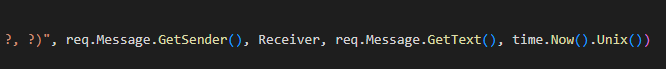 ?, ?)", req.Message.GetSender(), Receiver, req.Message.GetText(), time.Now().Unix())